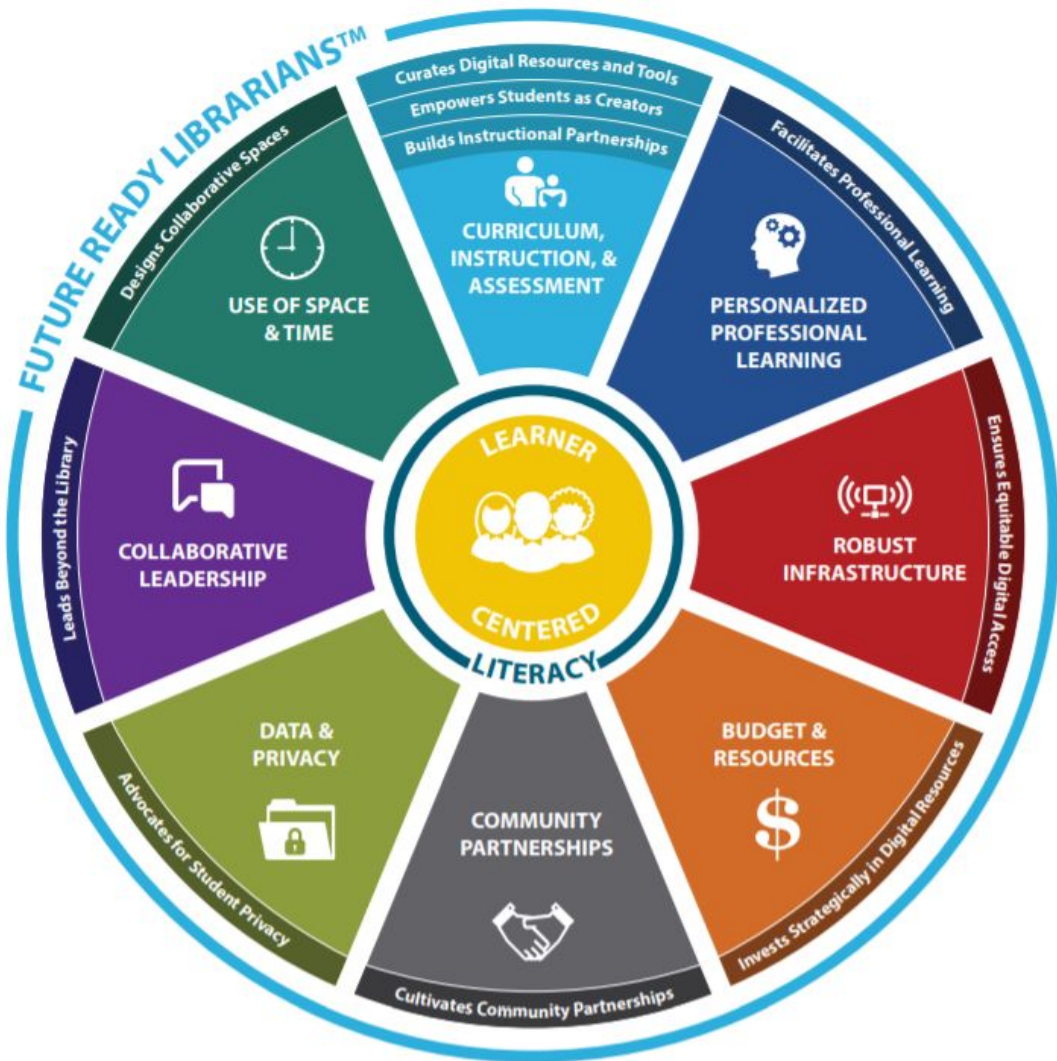 FUTURE READY LIBRARIANS™
Curates Digital Resources and Tools
Empowers Students as Creators
Builds Instructional Partnerships
CURRICULUM,
INSTRUCTION, &
ASSESSMENT
Facilitates Professional Learning
PERSONALIZED
PROFESSIONAL
LEARNING
Ensures Equitable Digital Access
ROBUST
INFRASTRUCTURE
Invests Strategically in Digital Resources
BUDGET &
RESOURCES
$
Cultivates Community Partnerships
COMMUNITY
PARTNERSHIPS
Advocates for Student Privacy
DATA &
PRIVACY
Leads Beyond the Library
COLLABORATIVE
LEADERSHIP
Designs Collaborative Spaces
USE OF SPACE
& TIME
LEARNER
CENTERED
LITERACY